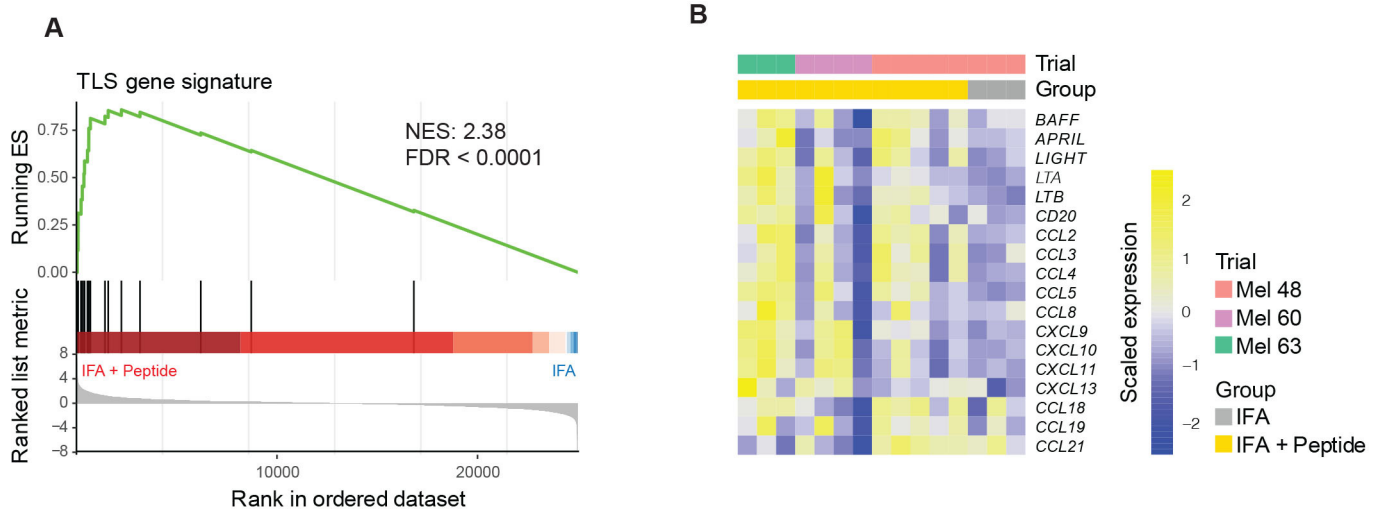 A
TLS gene signature
NES: 2.38
FDR < 0.0001
Running ES
0.75
0.50
0.25
0.00
Ranked list metric
8
4
0
−4
−8
IFA + Peptide
IFA
10000
20000
Rank in ordered dataset
B
Trial
Group
BAFF
APRIL
LIGHT
LTA
LTB
CD20
CCL2
CCL3
CCL4
CCL5
CCL8
CXCL9
CXCL10
CXCL11
CXCL13
CCL18
CCL19
CCL21
Scaled expression
2
1
0
−1
−2
Trial
Mel 48
Mel 60
Mel 63
Group
IFA
IFA + Peptide